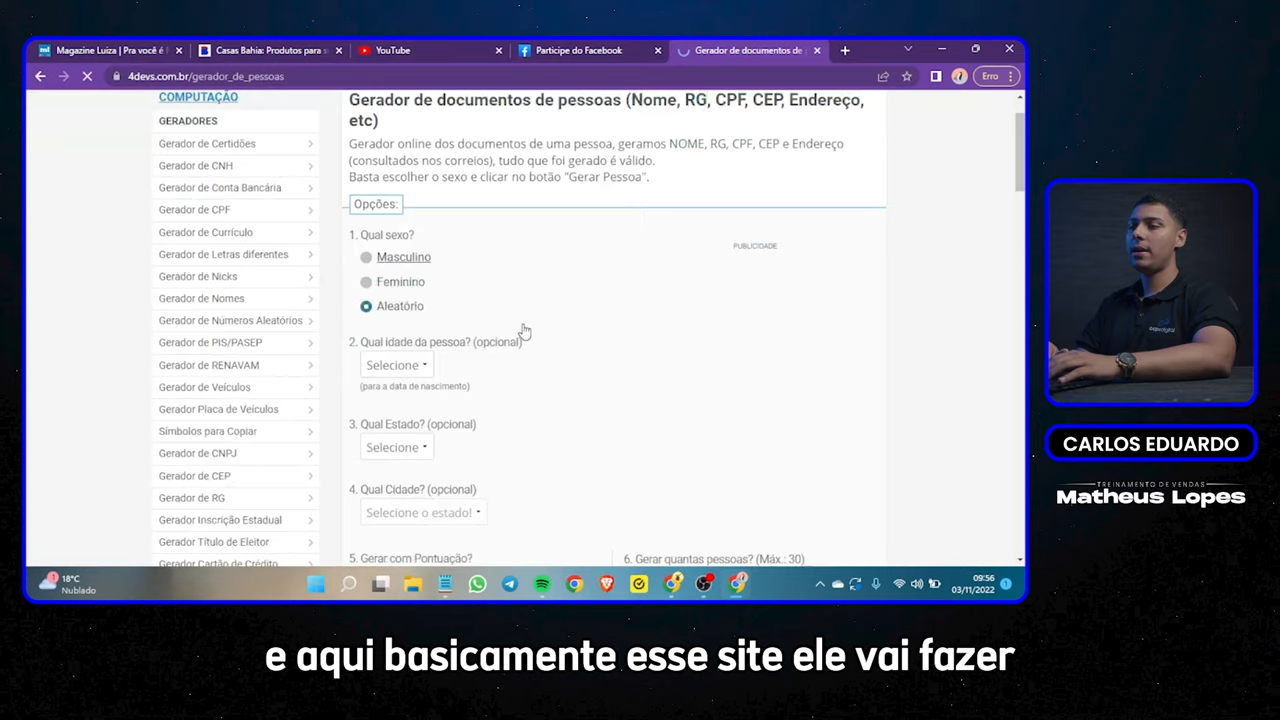 Magazine Luiza | Pra você é
Casas Bahia: Produtos para
YouTube
Participe do Facebook
Gerador de documentos de
4devs.com.br/gerador_de_pessoas
Erro
COMPUTAÇÃO
GERADORES
Gerador de Certidões
Gerador de CNH
Gerador de Conta Bancária
Gerador de CPF
Gerador de Currículo
Gerador de Letras diferentes
Gerador de Nicks
Gerador de Nomes
Gerador de Números Aleatórios
Gerador de PIS/PASEP
Gerador de RENAVAM
Gerador de Veículos
Gerador Placa de Veículos
Símbolos para Copiar
Gerador de CNPJ
Gerador de CEP
Gerador de RG
Gerador Inscrição Estadual
Gerador Título de Eleitor
Gerador Cartão de Crédito
Gerador de documentos de pessoas (Nome, RG, CPF, CEP, Endereço,
etc)
Gerador online dos documentos de uma pessoa, geramos NOME, RG, CPF, CEP e Endereço
(consultados nos correios), tudo que foi gerado é válido.
Basta escolher o sexo e clicar no botão "Gerar Pessoa".
Opções:
1. Qual sexo?
Masculino
Feminino
Aleatório
PUBLICIDADE
2. Qual idade da pessoa? (opcional)
Selecione
(para a data de nascimento)
3. Qual Estado? (opcional)
Selecione
4. Qual Cidade? (opcional)
Selecione o estado!
5. Gerar com Pontuação?
6. Gerar quantas pessoas? (Máx.: 30)
18°C
Nublado
09:56
03/11/2022
CARLOS EDUARDO
TREINAMENTO DE VENDAS
Matheus Lopes
e aqui basicamente esse site ele vai fazer